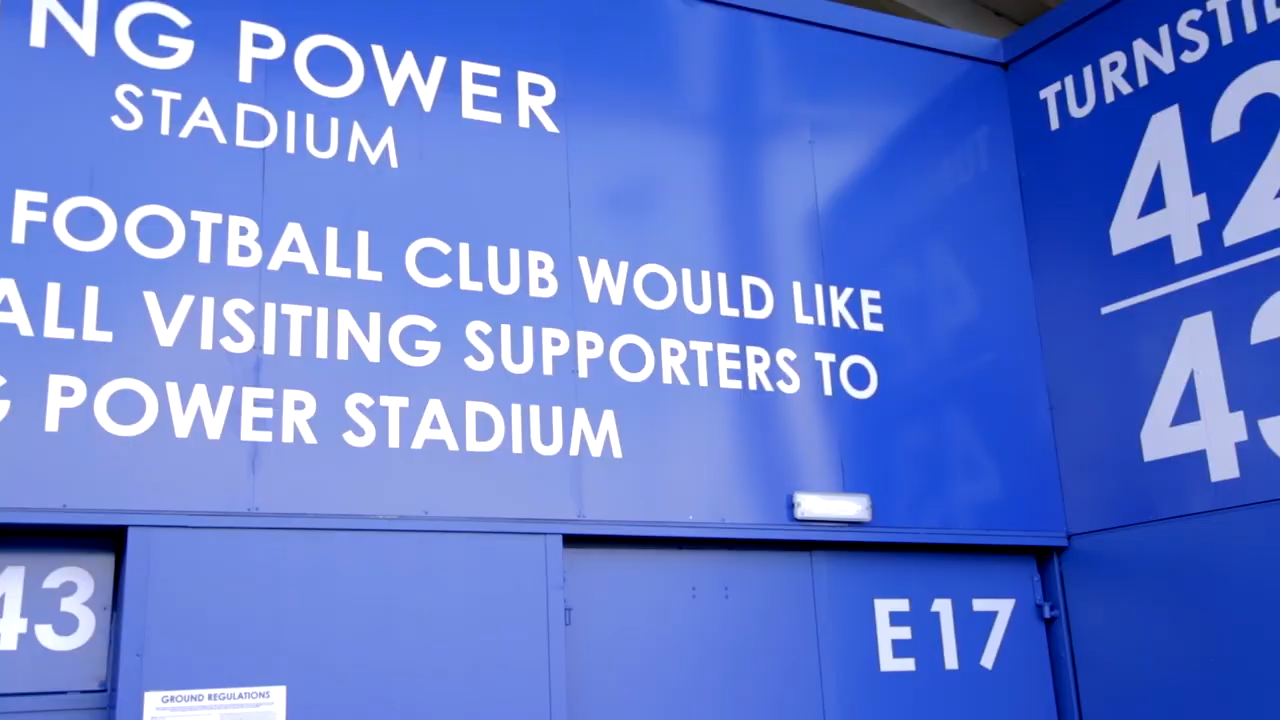 NG POWER
STADIUM
FOOTBALL CLUB WOULD LIKE
ALL VISITING SUPPORTERS TO
G POWER STADIUM
TURNSTIL
42
43
43
E17
GROUND REGULATIONS